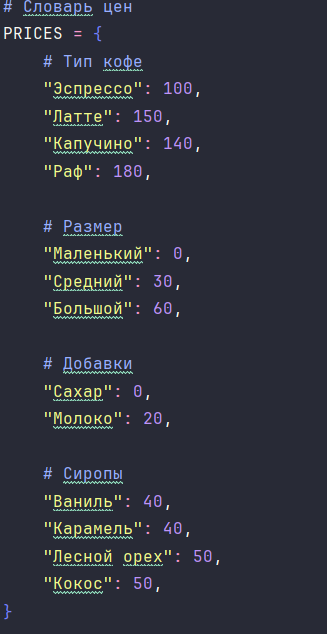 # Словарь цен
PRICES = {
# Тип кофе
"Эспрессо": 100,
"Латте": 150,
"Капучино": 140,
"Раф": 180,
# Размер
"Маленький": 0,
"Средний": 30,
"Большой": 60,
# Добавки
"Сахар": 0,
"Молоко": 20,
# Сиропы
"Ваниль": 40,
"Карамель": 40,
"Лесной орех": 50,
"Кокос": 50,
}